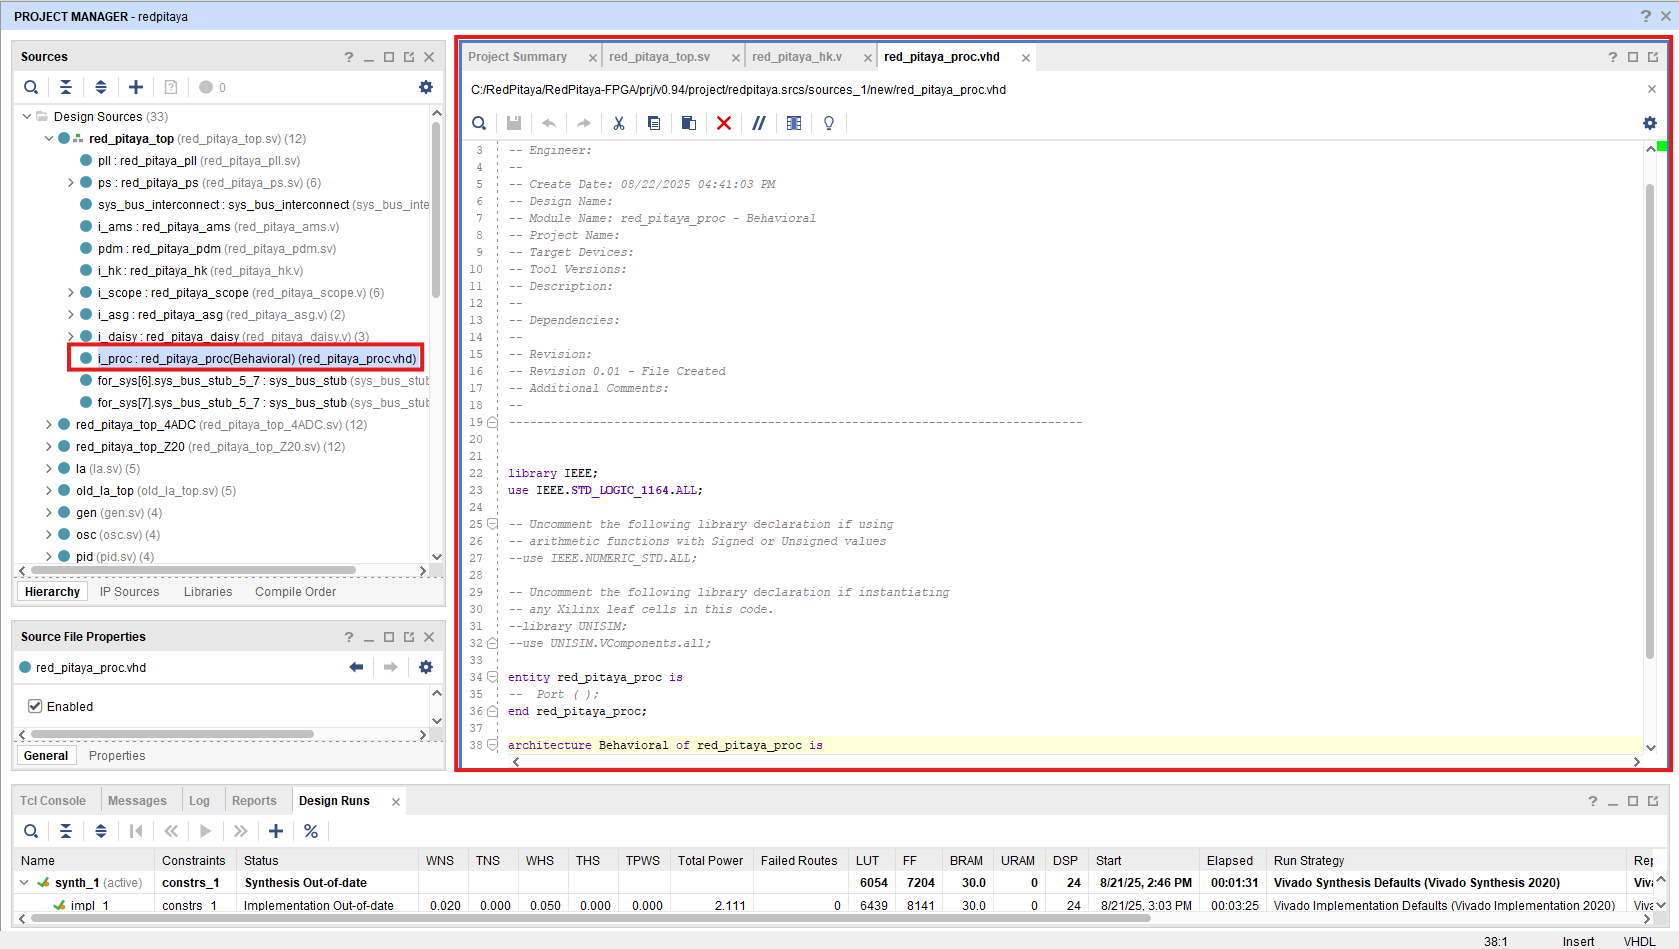 PROJECT MANAGER - redpitaya
Sources
0
Design Sources (33)
red_pitaya_top (red_pitaya_top.sv) (12)
pll : red_pitaya_pll (red_pitaya_pll.sv)
ps : red_pitaya_ps (red_pitaya_ps.sv) (6)
sys_bus_interconnect : sys_bus_interconnect (sys_bus_inte
i_ams : red_pitaya_ams (red_pitaya_ams.v)
pdm : red_pitaya_pdm (red_pitaya_pdm.sv)
i_hk : red_pitaya_hk (red_pitaya_hk.v)
i_scope : red_pitaya_scope (red_pitaya_scope.v) (6)
i_asg : red_pitaya_asg (red_pitaya_asg.v) (2)
i_daisy : red_pitaya_daisy (red_pitaya_daisy.v) (3)
i_proc : red_pitaya_proc(Behavioral) (red_pitaya_proc.vhd)
for_sys[6].sys_bus_stub_5_7 : sys_bus_stub (sys_bus_stub
for_sys[7].sys_bus_stub_5_7 : sys_bus_stub (sys_bus_stub
red_pitaya_top_4ADC (red_pitaya_top_4ADC.sv) (12)
red_pitaya_top_Z20 (red_pitaya_top_Z20.sv) (12)
la (la.sv) (5)
old_la_top (old_la_top.sv) (5)
gen (gen.sv) (4)
osc (osc.sv) (4)
pid (pid.sv) (4)
Hierarchy IP Sources Libraries Compile Order
Source File Properties
red_pitaya_proc.vhd
Enabled
General Properties
Project Summary red_pitaya_top.sv red_pitaya_hk.v red_pitaya_proc.vhd
C:/RedPitaya/RedPitaya-FPGA/prj/v0.94/project/redpitaya.srcs/sources_1/new/red_pitaya_proc.vhd
3 -- Engineer:
4 --
5 -- Create Date: 08/22/2025 04:41:03 PM
6 -- Design Name:
7 -- Module Name: red_pitaya_proc - Behavioral
8 -- Project Name:
9 -- Target Devices:
10 -- Tool Versions:
11 -- Description:
12 --
13 -- Dependencies:
14 --
15 -- Revision:
16 -- Revision 0.01 - File Created
17 -- Additional Comments:
18 --
19 ----------------------------------------------------------------------------------
20
21
22 library IEEE;
23 use IEEE.STD_LOGIC_1164.ALL;
24
25 -- Uncomment the following library declaration if using
26 -- arithmetic functions with Signed or Unsigned values
27 --use IEEE.NUMERIC_STD.ALL;
28
29 -- Uncomment the following library declaration if instantiating
30 -- any Xilinx leaf cells in this code.
31 --library UNISIM;
32 --use UNISIM.VComponents.all;
33
34 entity red_pitaya_proc is
35 --  Port ( );
36 end red_pitaya_proc;
37
38 architecture Behavioral of red_pitaya_proc is
Tcl Console Messages Log Reports Design Runs
Name Constraints Status WNS TNS WHS THS TPWS Total Power Failed Routes LUT FF BRAM URAM DSP Start Elapsed Run Strategy Rep
synth_1 (active) constrs_1 Synthesis Out-of-date 6054 7204 30.0 0 24 8/21/25, 2:46 PM 00:01:31 Vivado Synthesis Defaults (Vivado Synthesis 2020) Viva
impl_1 constrs_1 Implementation Out-of-date 0.020 0.000 0.050 0.000 0.000 2.111 0 6439 8141 30.0 0 24 8/21/25, 3:03 PM 00:03:25 Vivado Implementation Defaults (Vivado Implementation 2020) Viva
38:1 Insert VHDL